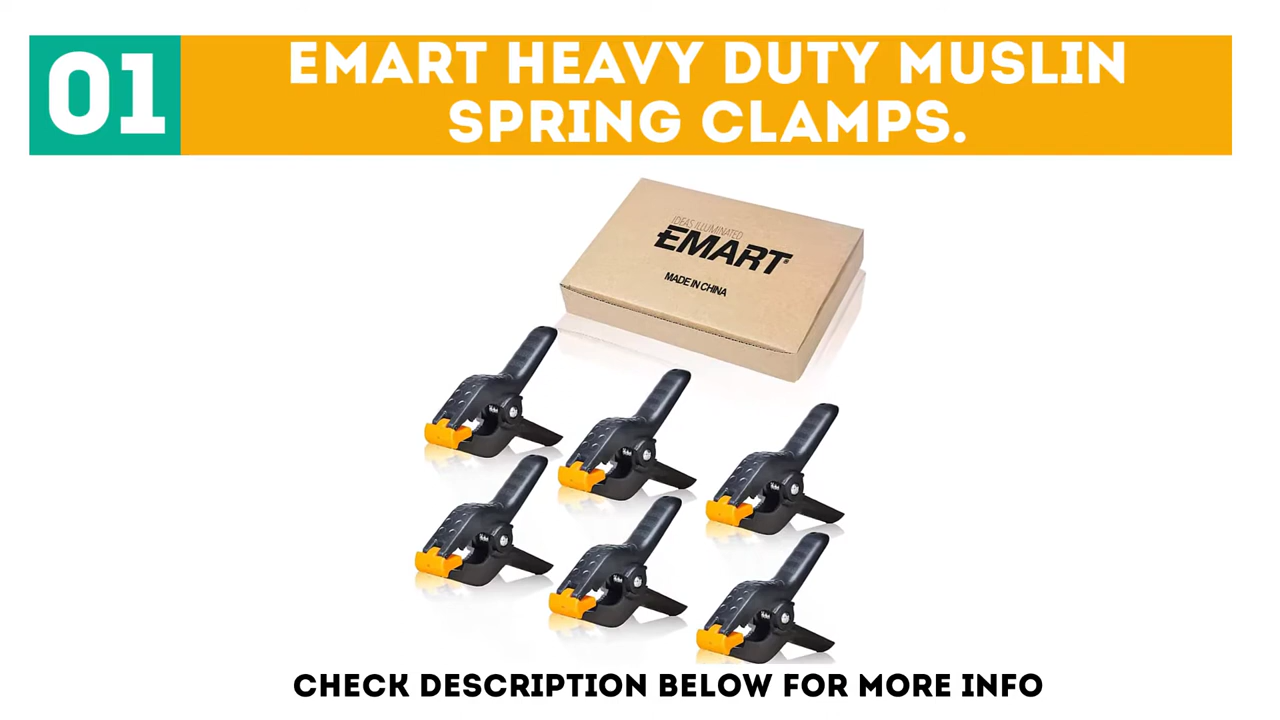 01
EMART HEAVY DUTY MUSLIN
SPRING CLAMPS.
IDEAS ILLUMINATED
EMART®
MADE IN CHINA
CHECK DESCRIPTION BELOW FOR MORE INFO